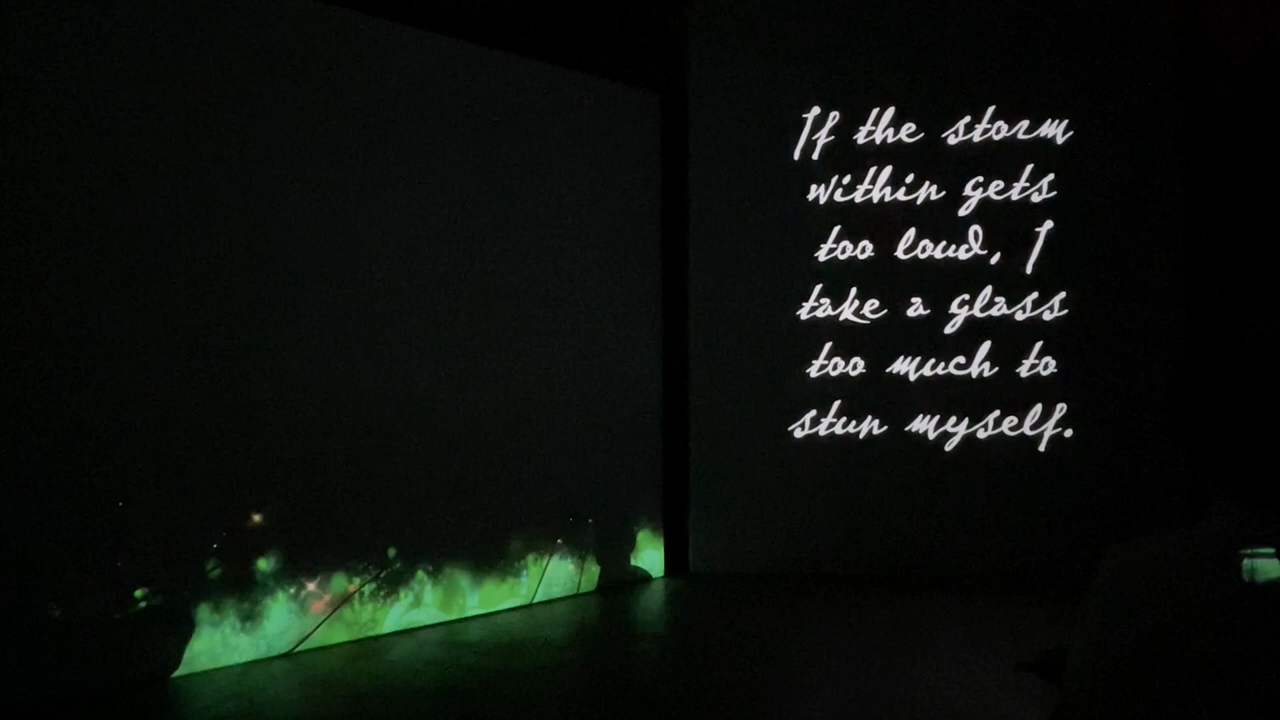 If the storm
within gets
too loud, I
take a glass
too much to
stun myself.